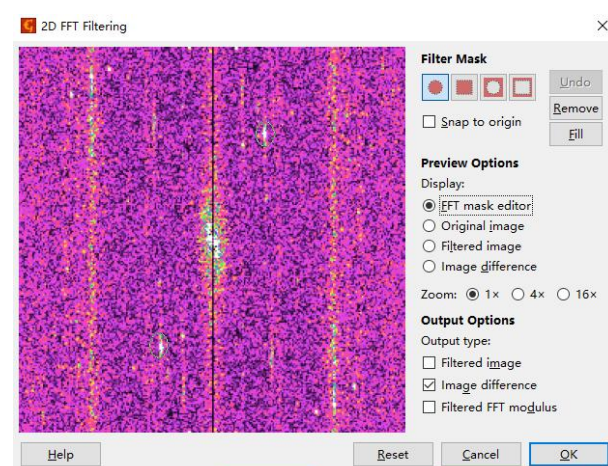 2D FFT Filtering
Filter Mask
Undo
Snap to origin
Remove
Fill
Preview Options
Display:
FFT mask editor
Original image
Filtered image
Image difference
Zoom: 1× 4× 16×
Output Options
Output type:
Filtered image
Image difference
Filtered FFT modulus
Help Reset Cancel OK